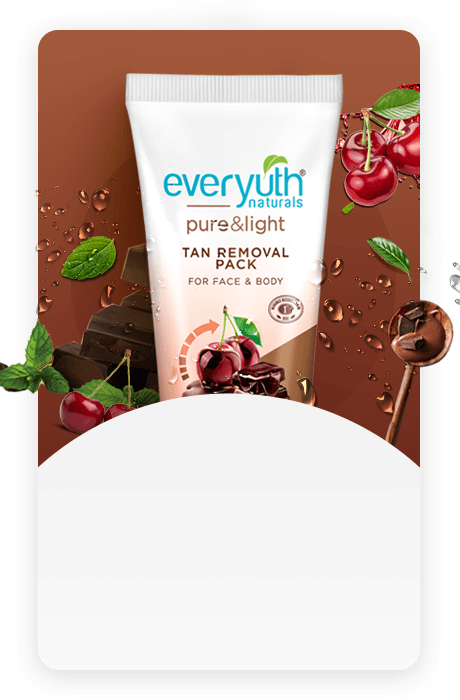 everyuth®
naturals
pure&light
TAN REMOVAL
PACK
FOR FACE & BODY